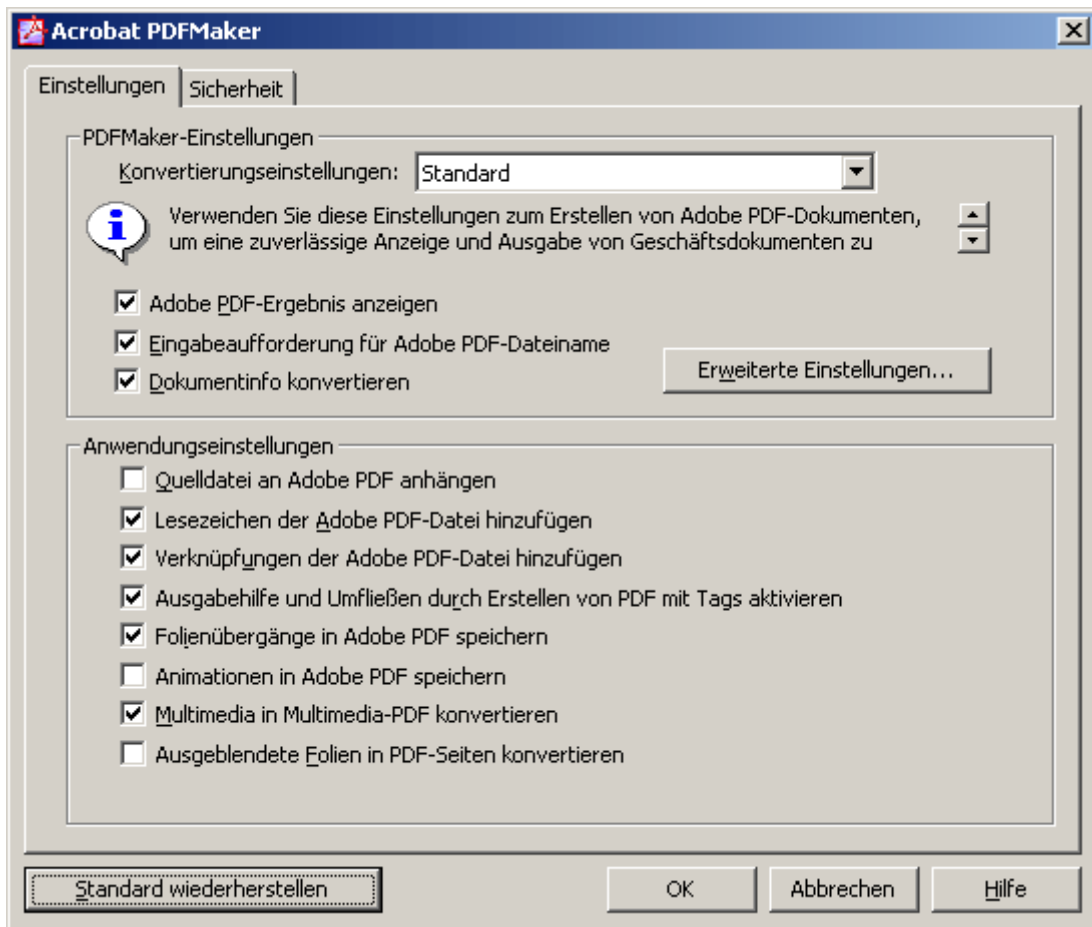 Acrobat PDFMaker
Einstellungen Sicherheit
PDFMaker-Einstellungen
Konvertierungseinstellungen: Standard
Verwenden Sie diese Einstellungen zum Erstellen von Adobe PDF-Dokumenten,
um eine zuverlässige Anzeige und Ausgabe von Geschäftsdokumenten zu
Adobe PDF-Ergebnis anzeigen
Eingabeaufforderung für Adobe PDF-Dateiname
Dokumentinfo konvertieren
Erweiterte Einstellungen...
Anwendungseinstellungen
Quelldatei an Adobe PDF anhängen
Lesezeichen der Adobe PDF-Datei hinzufügen
Verknüpfungen der Adobe PDF-Datei hinzufügen
Ausgabehilfe und Umfließen durch Erstellen von PDF mit Tags aktivieren
Folienübergänge in Adobe PDF speichern
Animationen in Adobe PDF speichern
Multimedia in Multimedia-PDF konvertieren
Ausgeblendete Folien in PDF-Seiten konvertieren
Standard wiederherstellen OK Abbrechen Hilfe